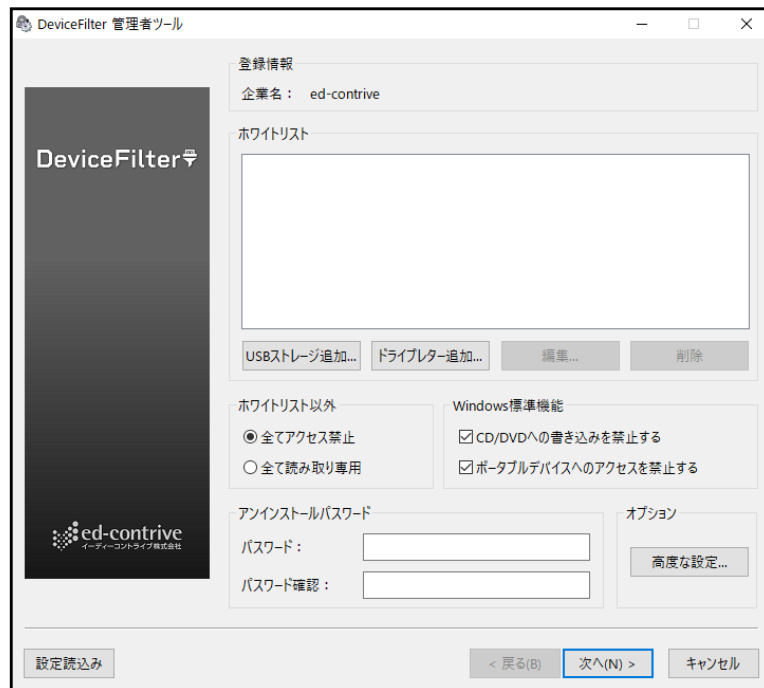 DeviceFilter 管理者ツール
登録情報
企業名： ed-contrive
DeviceFilter
ホワイトリスト
USBストレージ追加...
ドライブレター追加...
編集...
削除
ホワイトリスト以外
全てアクセス禁止
全て読み取り専用
Windows標準機能
CD/DVDへの書き込みを禁止する
ポータブルデバイスへのアクセスを禁止する
アンインストールパスワード
パスワード：
パスワード確認：
オプション
高度な設定...
ed-contrive
イーディーコントライブ株式会社
設定読込み
< 戻る(B)
次へ(N) >
キャンセル